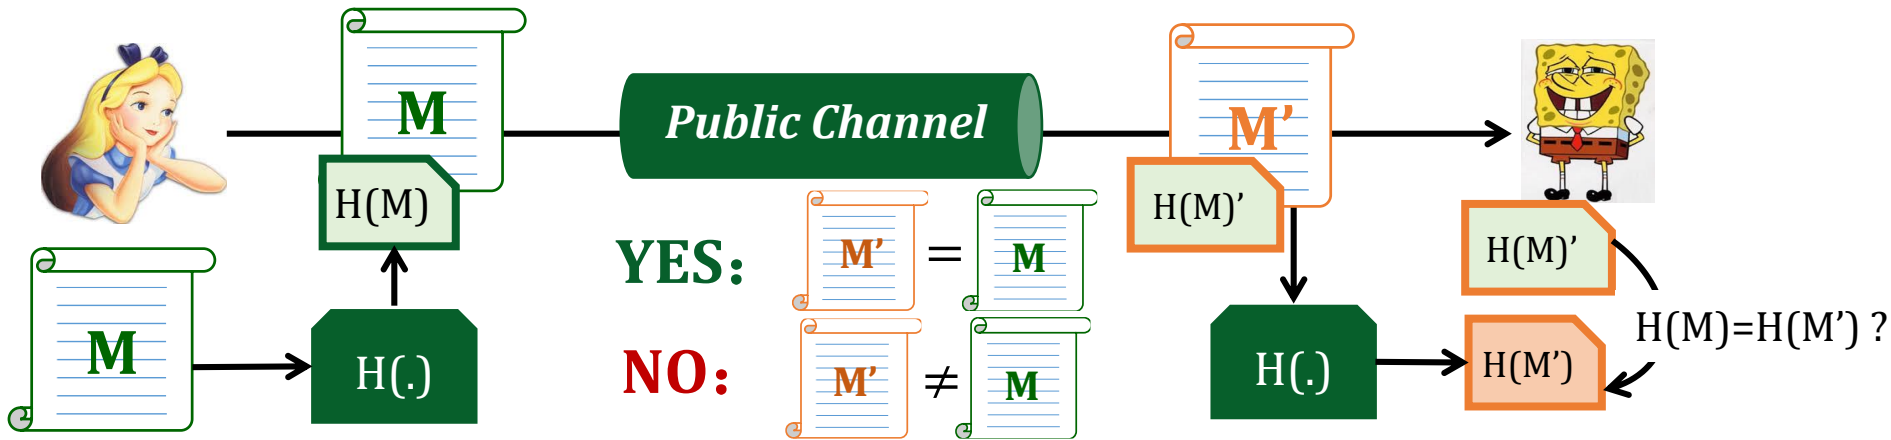 M
H(M)
M
H(.)
Public Channel
YES： M’ = M
NO： M’ ≠ M
M’
H(M)’
H(.)
H(M)’
H(M’)
H(M)=H(M’) ?